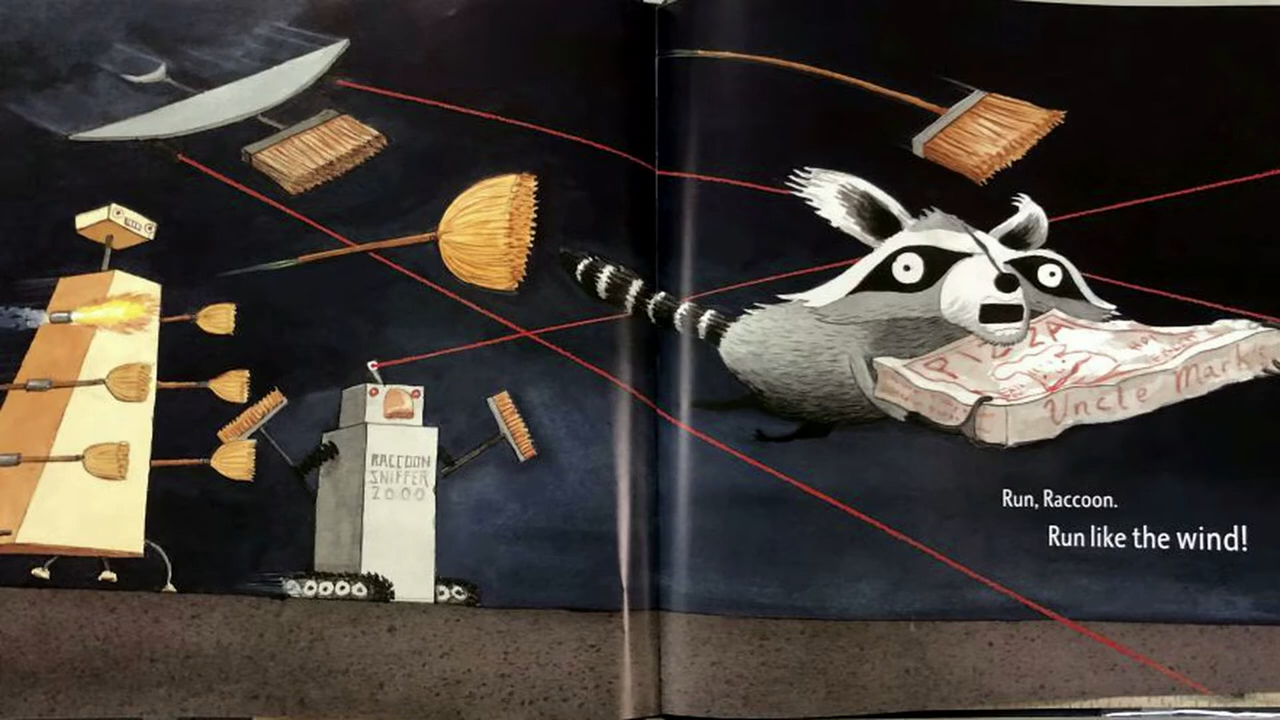 RACCOON
SNIFFER
2000
PIZZA
Uncle Mark's
Run, Raccoon.
Run like the wind!